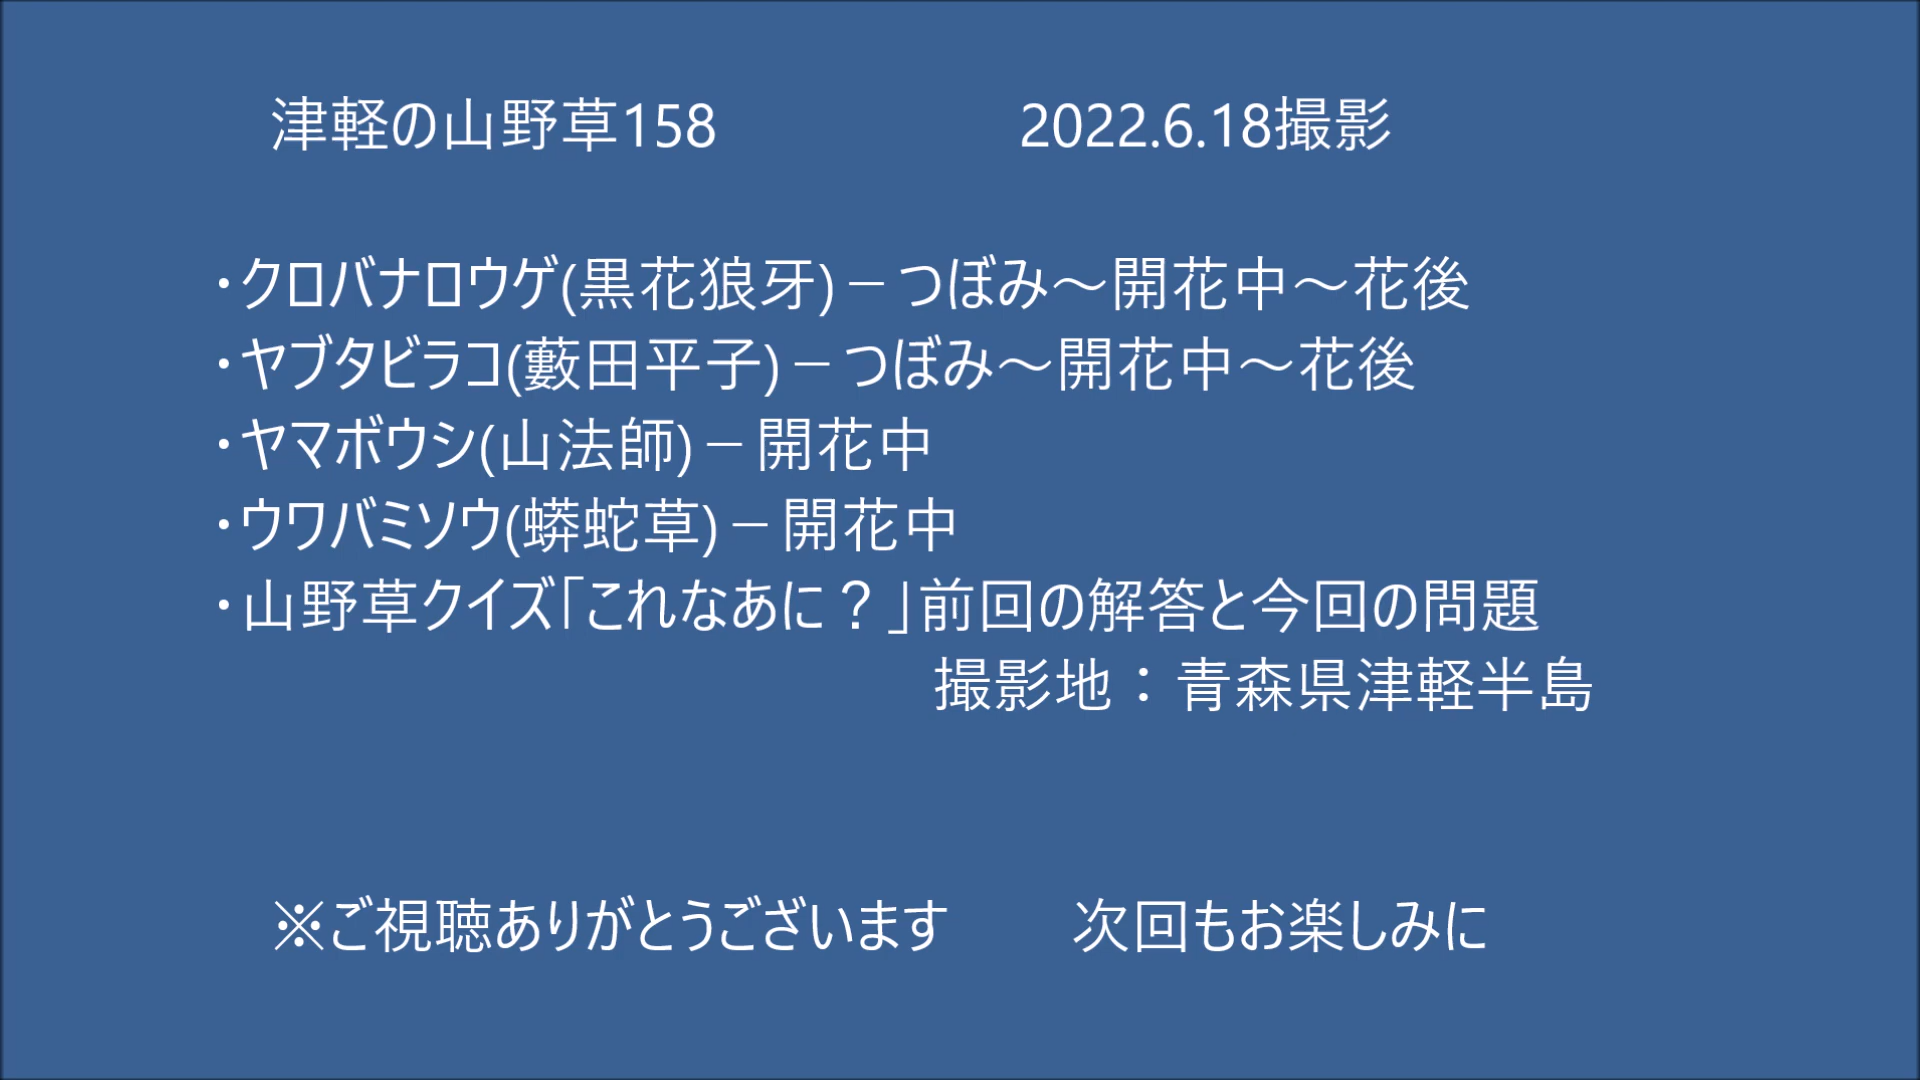 津軽の山野草158 2022.6.18撮影
・クロバナロウゲ(黒花狼牙)－つぼみ～開花中～花後
・ヤブタビラコ(藪田平子)－つぼみ～開花中～花後
・ヤマボウシ(山法師)－開花中
・ウワバミソウ(蟒蛇草)－開花中
・山野草クイズ「これなあに？」前回の解答と今回の問題
撮影地：青森県津軽半島
※ご視聴ありがとうございます 次回もお楽しみに